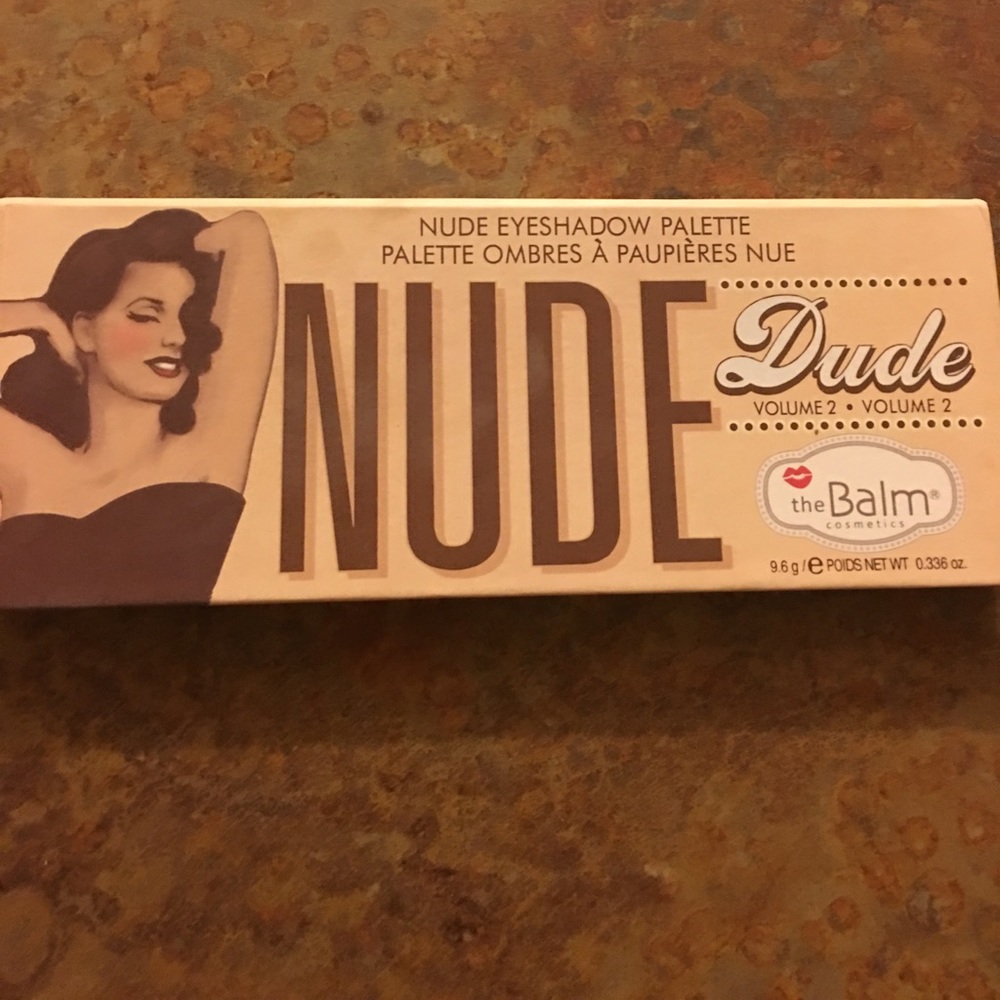 NUDE EYESHADOW PALETTE
PALETTE OMBRES À PAUPIÈRES NUE
NUDE
Dude
VOLUME 2 • VOLUME 2
theBalm®
cosmetics
9.6 g / e POIDS NET WT 0.336 oz.